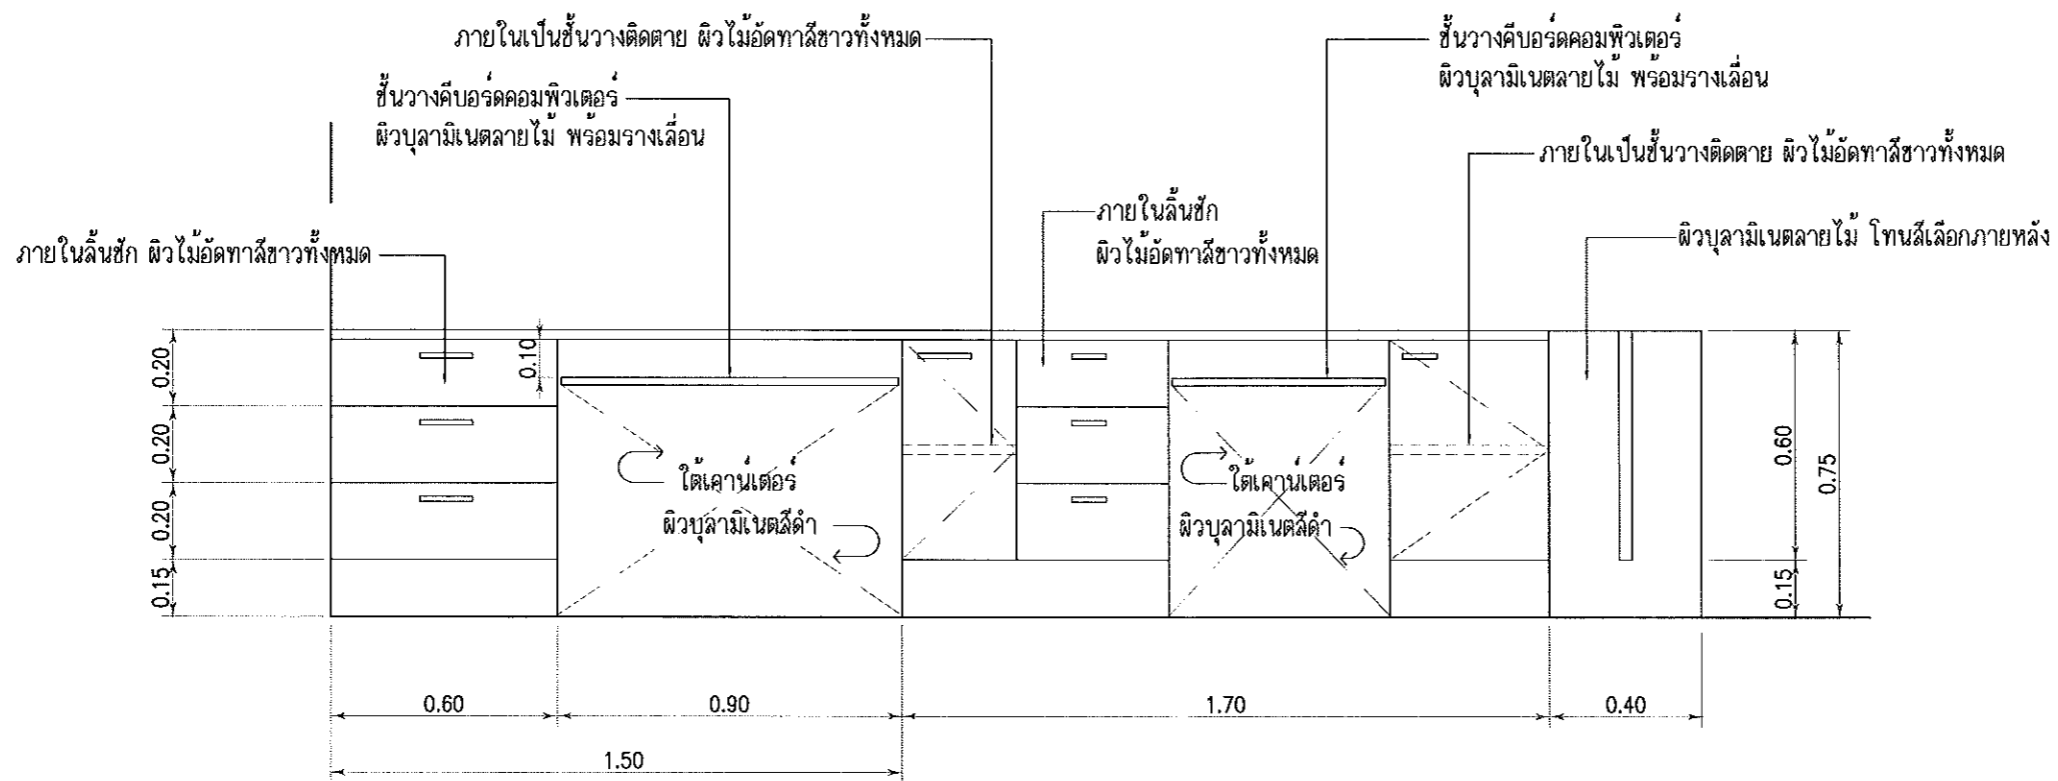 ภายในเป็นชั้นวางติดตาย ผิวไม้อัดทาสีขาวทั้งหมด
ชั้นวางคีบอร์ดคอมพิวเตอร์
ผิวบุลามิเนตลายไม้ พร้อมรางเลื่อน
ชั้นวางคีบอร์ดคอมพิวเตอร์
ผิวบุลามิเนตลายไม้ พร้อมรางเลื่อน
ภายในเป็นชั้นวางติดตาย ผิวไม้อัดทาสีขาวทั้งหมด
ภายในลิ้นชัก
ผิวไม้อัดทาสีขาวทั้งหมด
ภายในลิ้นชัก ผิวไม้อัดทาสีขาวทั้งหมด
ผิวบุลามิเนตลายไม้ โทนสีเลือกภายหลัง
0.20
0.20
0.20
0.15
0.10
ใต้เคาน์เตอร์
ผิวบุลามิเนตสีดำ
ใต้เคาน์เตอร์
ผิวบุลามิเนตสีดำ
0.60
0.15
0.75
0.60
0.90
1.70
0.40
1.50